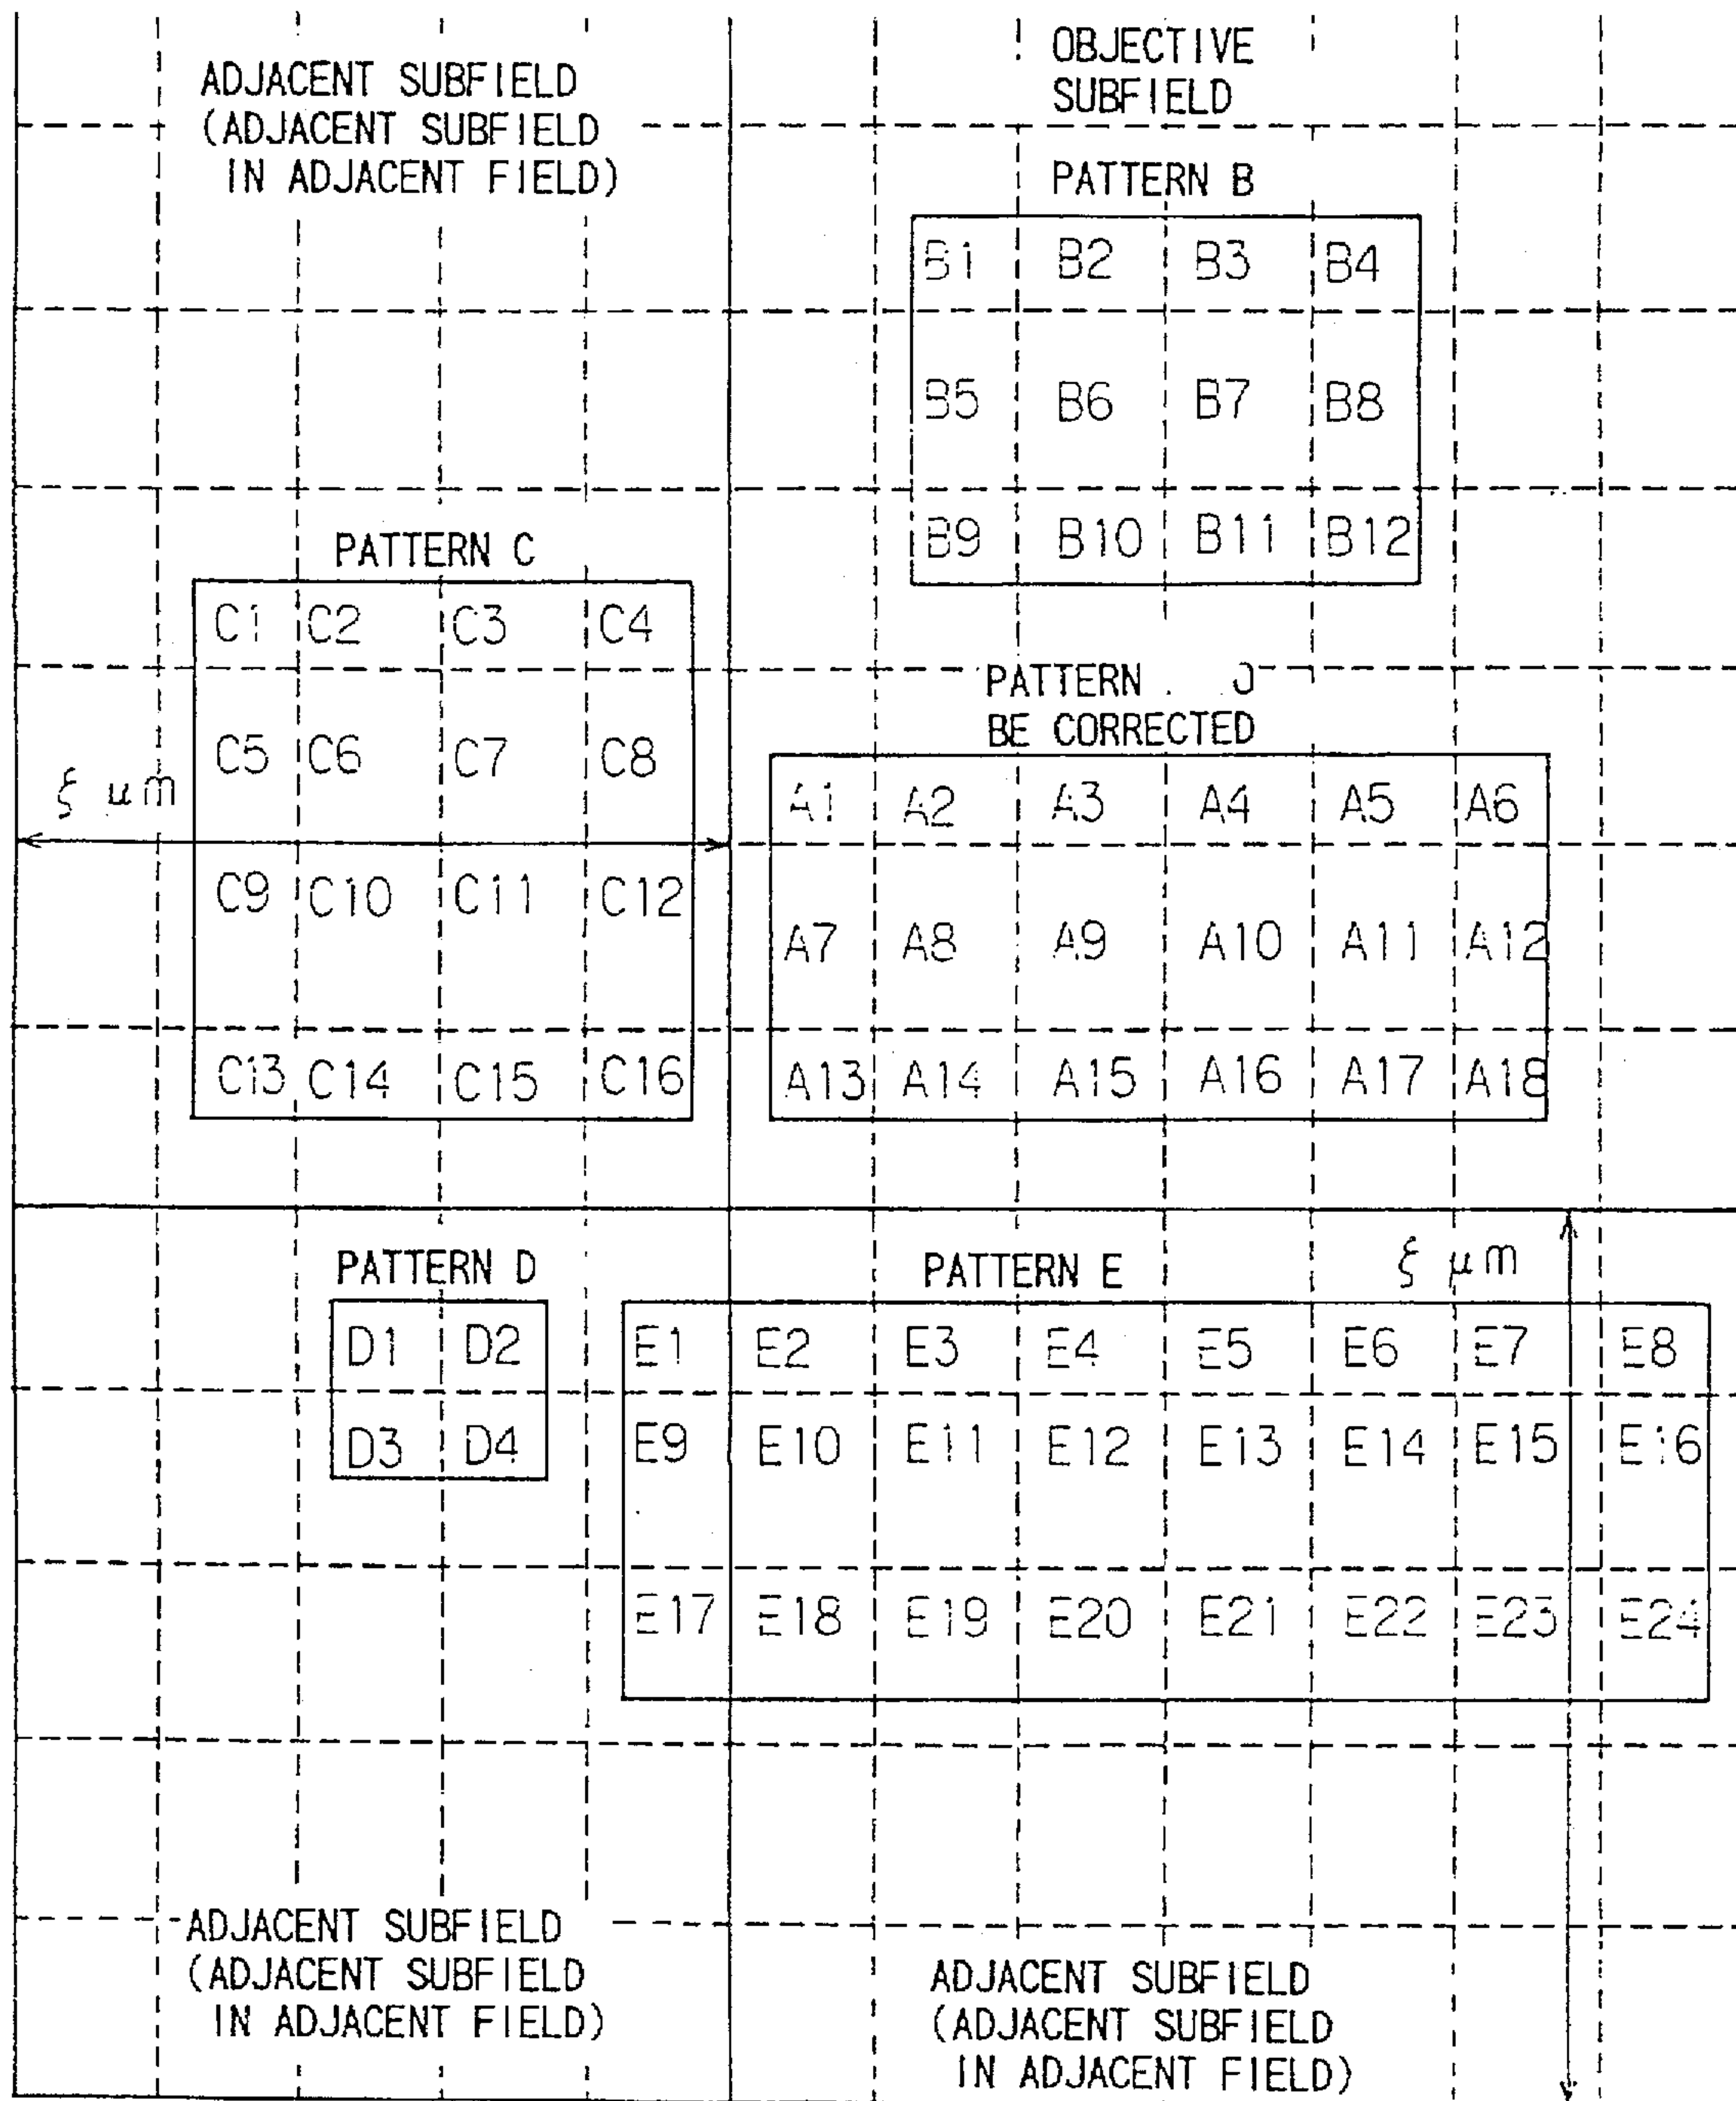 ADJACENT SUBFIELD
(ADJACENT SUBFIELD
IN ADJACENT FIELD)
OBJECTIVE
SUBFIELD
PATTERN B
B1 B2 B3 B4
B5 B6 B7 B8
B9 B10 B11 B12
PATTERN C
C1 C2 C3 C4
C5 C6 C7 C8
ξ μm
C9 C10 C11 C12
C13 C14 C15 C16
PATTERN
BE CORRECTED
A1 A2 A3 A4 A5 A6
A7 A8 A9 A10 A11 A12
A13 A14 A15 A16 A17 A18
PATTERN D
D1 D2
D3 D4
PATTERN E
ξ μm
E1 E2 E3 E4 E5 E6 E7 E8
E9 E10 E11 E12 E13 E14 E15 E16
E17 E18 E19 E20 E21 E22 E23 E24
ADJACENT SUBFIELD
(ADJACENT SUBFIELD
IN ADJACENT FIELD)
ADJACENT SUBFIELD
(ADJACENT SUBFIELD
IN ADJACENT FIELD)